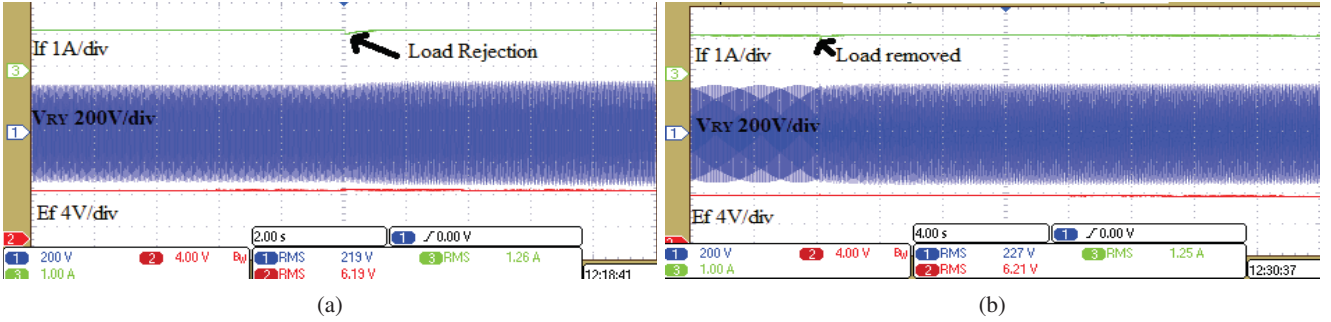 If 1A/div
Load Rejection
3
VRY 200V/div
1
Ef 4V/div
2
2.00 s
1 0.00 V
1 200 V
2 4.00 V BW
1 RMS 219 V
3 RMS 1.26 A
3 1.00 A
2 RMS 6.19 V
12:18:41
(a)
If 1A/div
Load removed
3
VRY 200V/div
1
Ef 4V/div
2
4.00 s
1 0.00 V
1 200 V
2 4.00 V BW
1 RMS 227 V
3 RMS 1.25 A
3 1.00 A
2 RMS 6.21 V
12:30:37
(b)